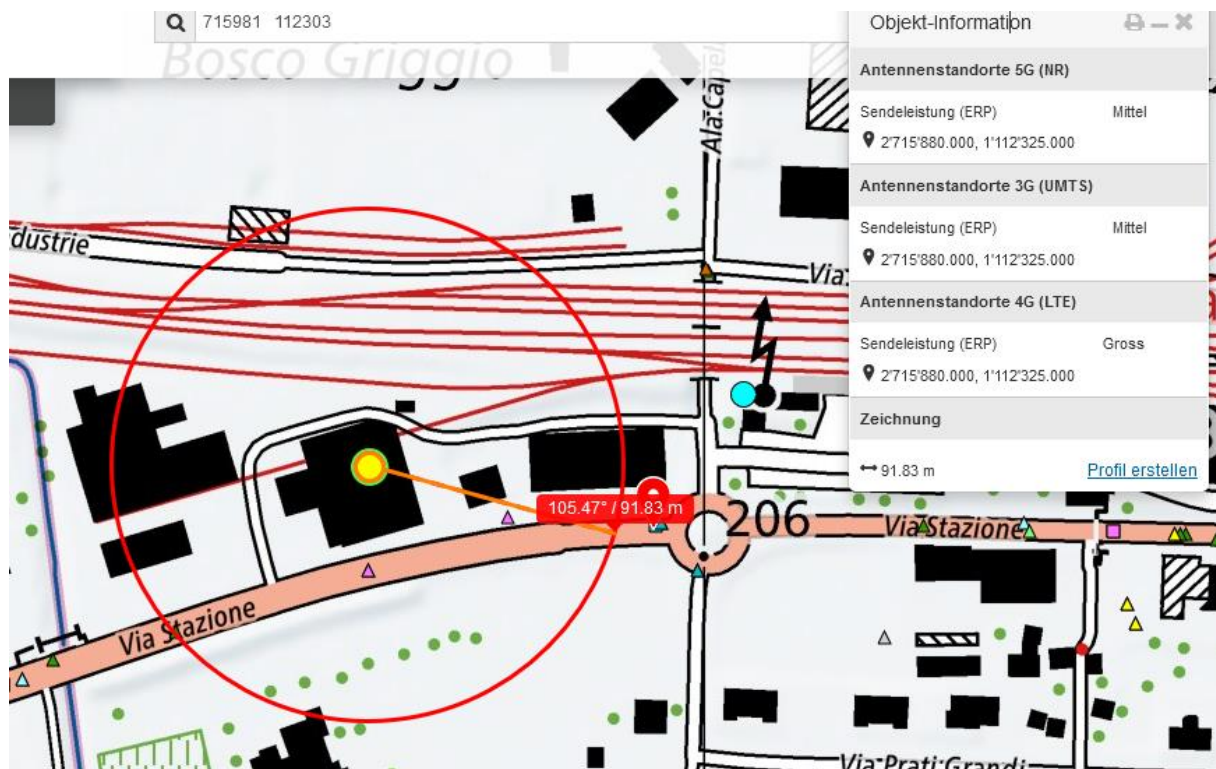 715981 112303
Objekt-Information
Bosco Griggio
Antennenstandorte 5G (NR)
Sendeleistung (ERP) Mittel
2'715'880.000, 1'112'325.000
Ala Capel
Antennenstandorte 3G (UMTS)
Sendeleistung (ERP) Mittel
2'715'880.000, 1'112'325.000
dustrie
Via
Antennenstandorte 4G (LTE)
Sendeleistung (ERP) Gross
2'715'880.000, 1'112'325.000
Zeichnung
91.83 m Profil erstellen
105.47° / 91.83 m
206
Via Stazione
Via Stazione
Via Prati Grandi